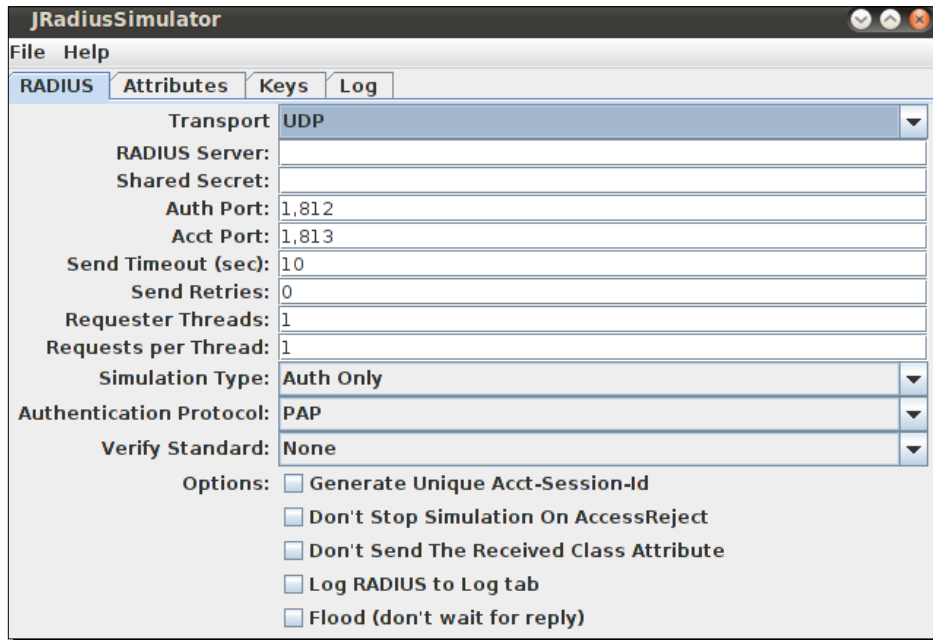 JRadiusSimulator
File Help
RADIUS Attributes Keys Log
Transport UDP
RADIUS Server:
Shared Secret:
Auth Port: 1,812
Acct Port: 1,813
Send Timeout (sec): 10
Send Retries: 0
Requester Threads: 1
Requests per Thread: 1
Simulation Type: Auth Only
Authentication Protocol: PAP
Verify Standard: None
Options: Generate Unique Acct-Session-Id
Don't Stop Simulation On AccessReject
Don't Send The Received Class Attribute
Log RADIUS to Log tab
Flood (don't wait for reply)